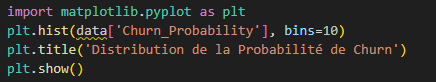 import matplotlib.pyplot as plt
plt.hist(data['Churn_Probability'], bins=10)
plt.title('Distribution de la Probabilité de Churn')
plt.show()